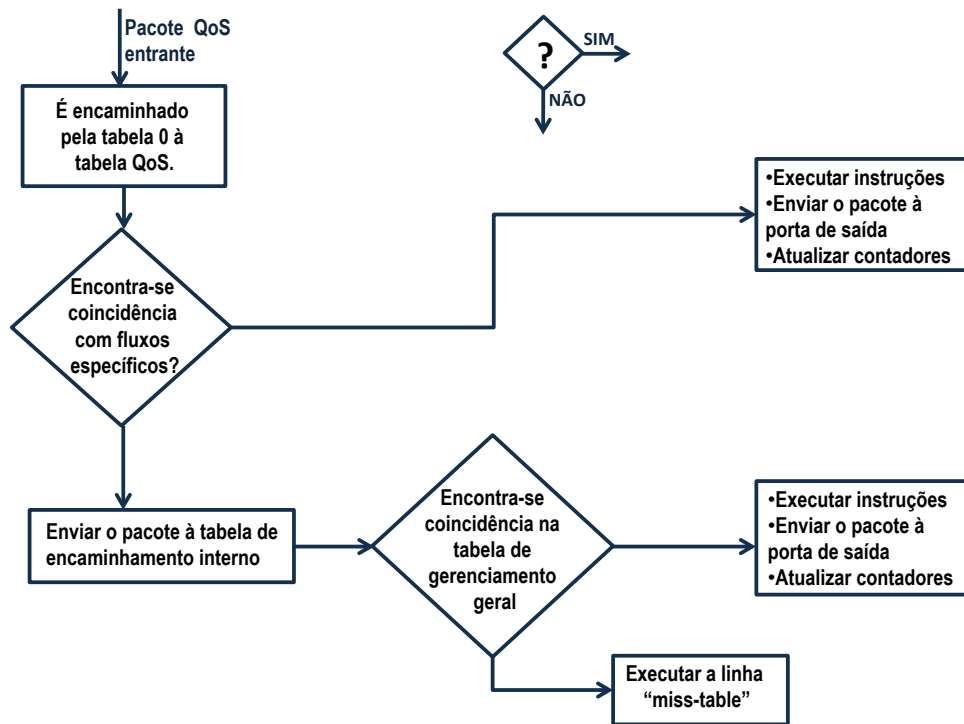 Pacote QoS
entrante
?
SIM
NÃO
É encaminhado
pela tabela 0 à
tabela QoS.
•Executar instruções
•Enviar o pacote à
porta de saída
•Atualizar contadores
Encontra-se
coincidência
com fluxos
específicos?
Enviar o pacote à tabela de
encaminhamento interno
Encontra-se
coincidência na
tabela de
gerenciamento
geral
•Executar instruções
•Enviar o pacote à
porta de saída
•Atualizar contadores
Executar a linha
“miss-table”